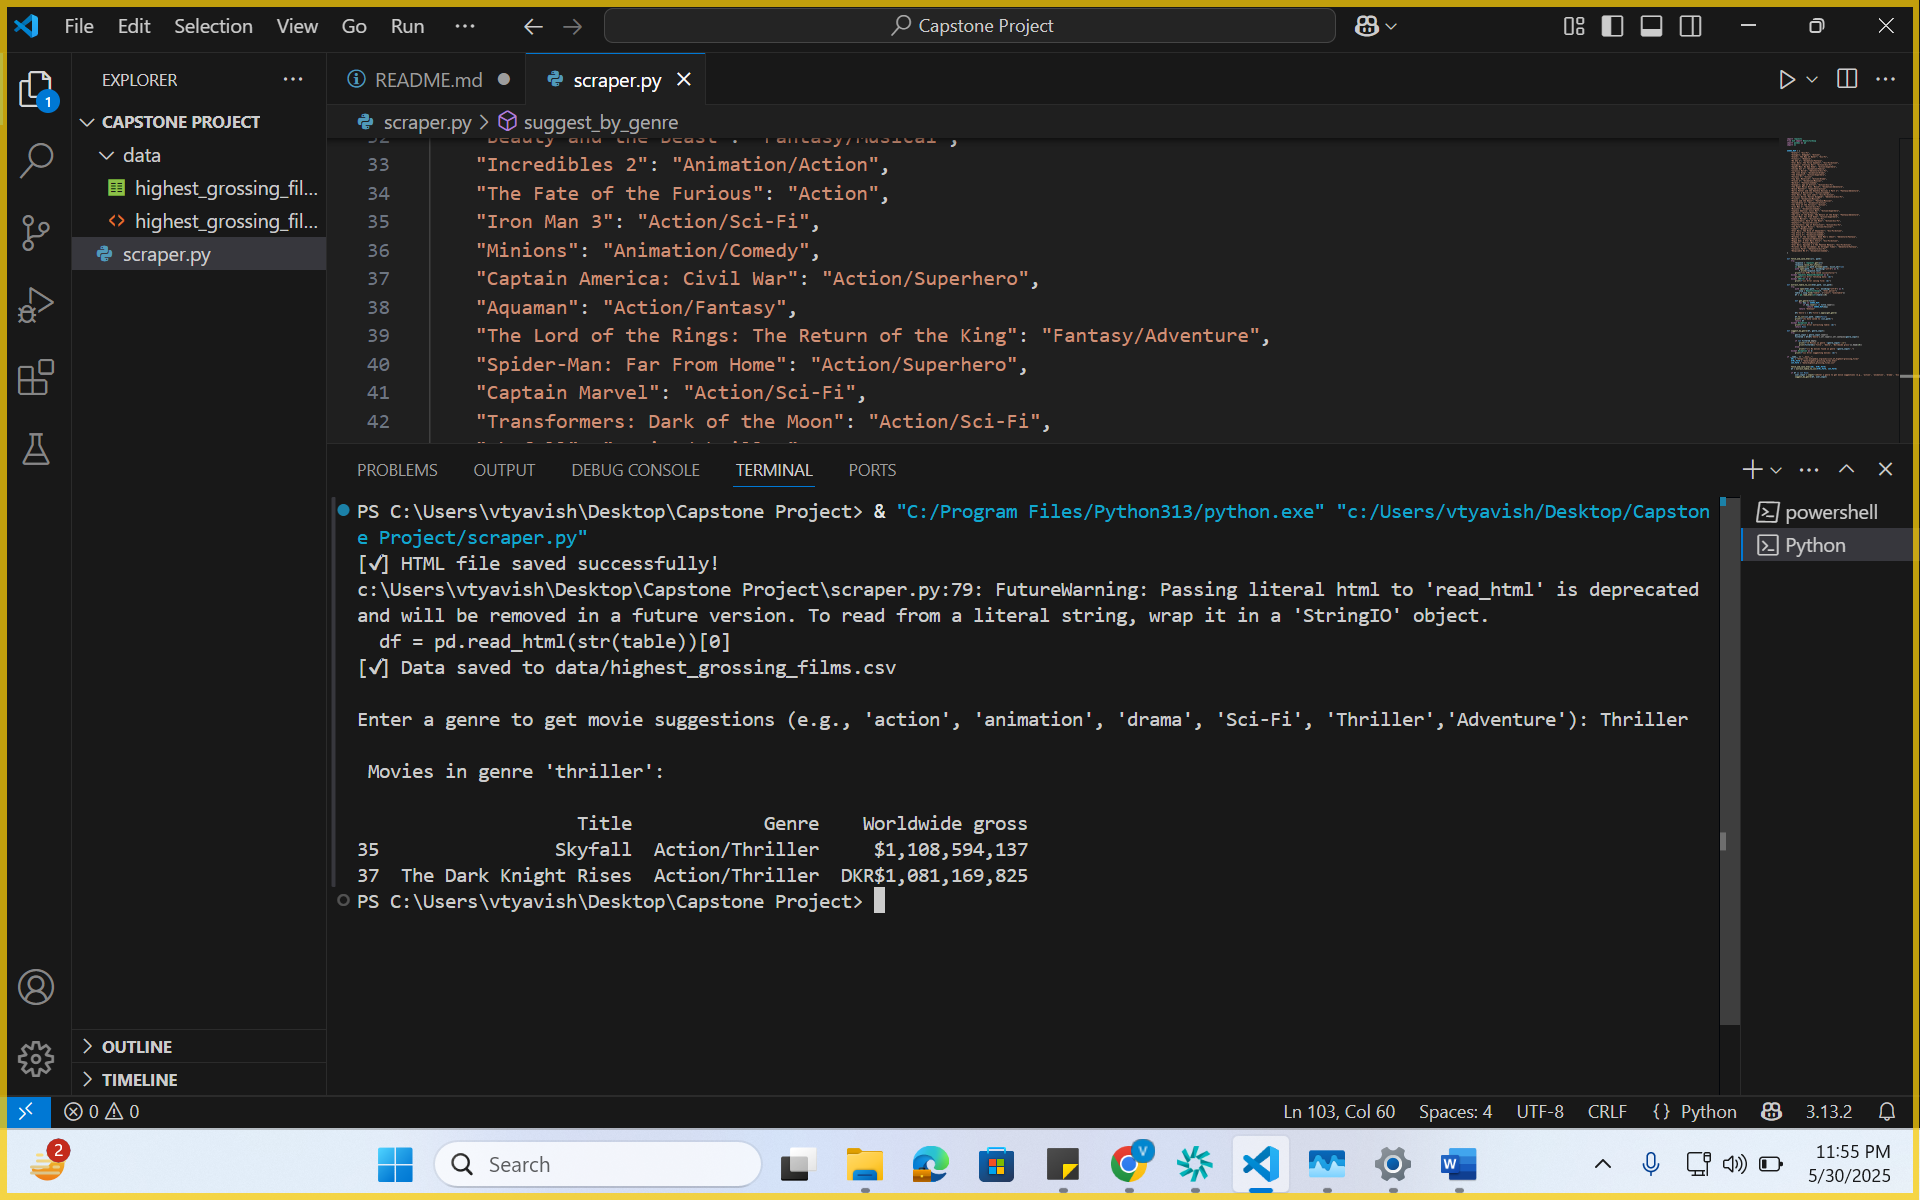 File Edit Selection View Go Run ···
Capstone Project
EXPLORER
CAPSTONE PROJECT
data
highest_grossing_fil...
highest_grossing_fil...
scraper.py
1
README.md
scraper.py
scraper.py > suggest_by_genre
32 "Beauty and the Beast": "Fantasy/Musical",
33 "Incredibles 2": "Animation/Action",
34 "The Fate of the Furious": "Action",
35 "Iron Man 3": "Action/Sci-Fi",
36 "Minions": "Animation/Comedy",
37 "Captain America: Civil War": "Action/Superhero",
38 "Aquaman": "Action/Fantasy",
39 "The Lord of the Rings: The Return of the King": "Fantasy/Adventure",
40 "Spider-Man: Far From Home": "Action/Superhero",
41 "Captain Marvel": "Action/Sci-Fi",
42 "Transformers: Dark of the Moon": "Action/Sci-Fi",
PROBLEMS OUTPUT DEBUG CONSOLE TERMINAL PORTS
PS C:\Users\vtyavish\Desktop\Capstone Project> & "C:/Program Files/Python313/python.exe" "c:/Users/vtyavish/Desktop/Capston
e Project/scraper.py"
[✓] HTML file saved successfully!
c:\Users\vtyavish\Desktop\Capstone Project\scraper.py:79: FutureWarning: Passing literal html to 'read_html' is deprecated
and will be removed in a future version. To read from a literal string, wrap it in a 'StringIO' object.
df = pd.read_html(str(table))[0]
[✓] Data saved to data/highest_grossing_films.csv
Enter a genre to get movie suggestions (e.g., 'action', 'animation', 'drama', 'Sci-Fi', 'Thriller','Adventure'): Thriller
Movies in genre 'thriller':
Title Genre Worldwide gross
35 Skyfall Action/Thriller $1,108,594,137
37 The Dark Knight Rises Action/Thriller DKR$1,081,169,825
PS C:\Users\vtyavish\Desktop\Capstone Project>
powershell
Python
OUTLINE
TIMELINE
0 0
Ln 103, Col 60 Spaces: 4 UTF-8 CRLF {} Python 3.13.2
2
Search
V
W
11:55 PM
5/30/2025